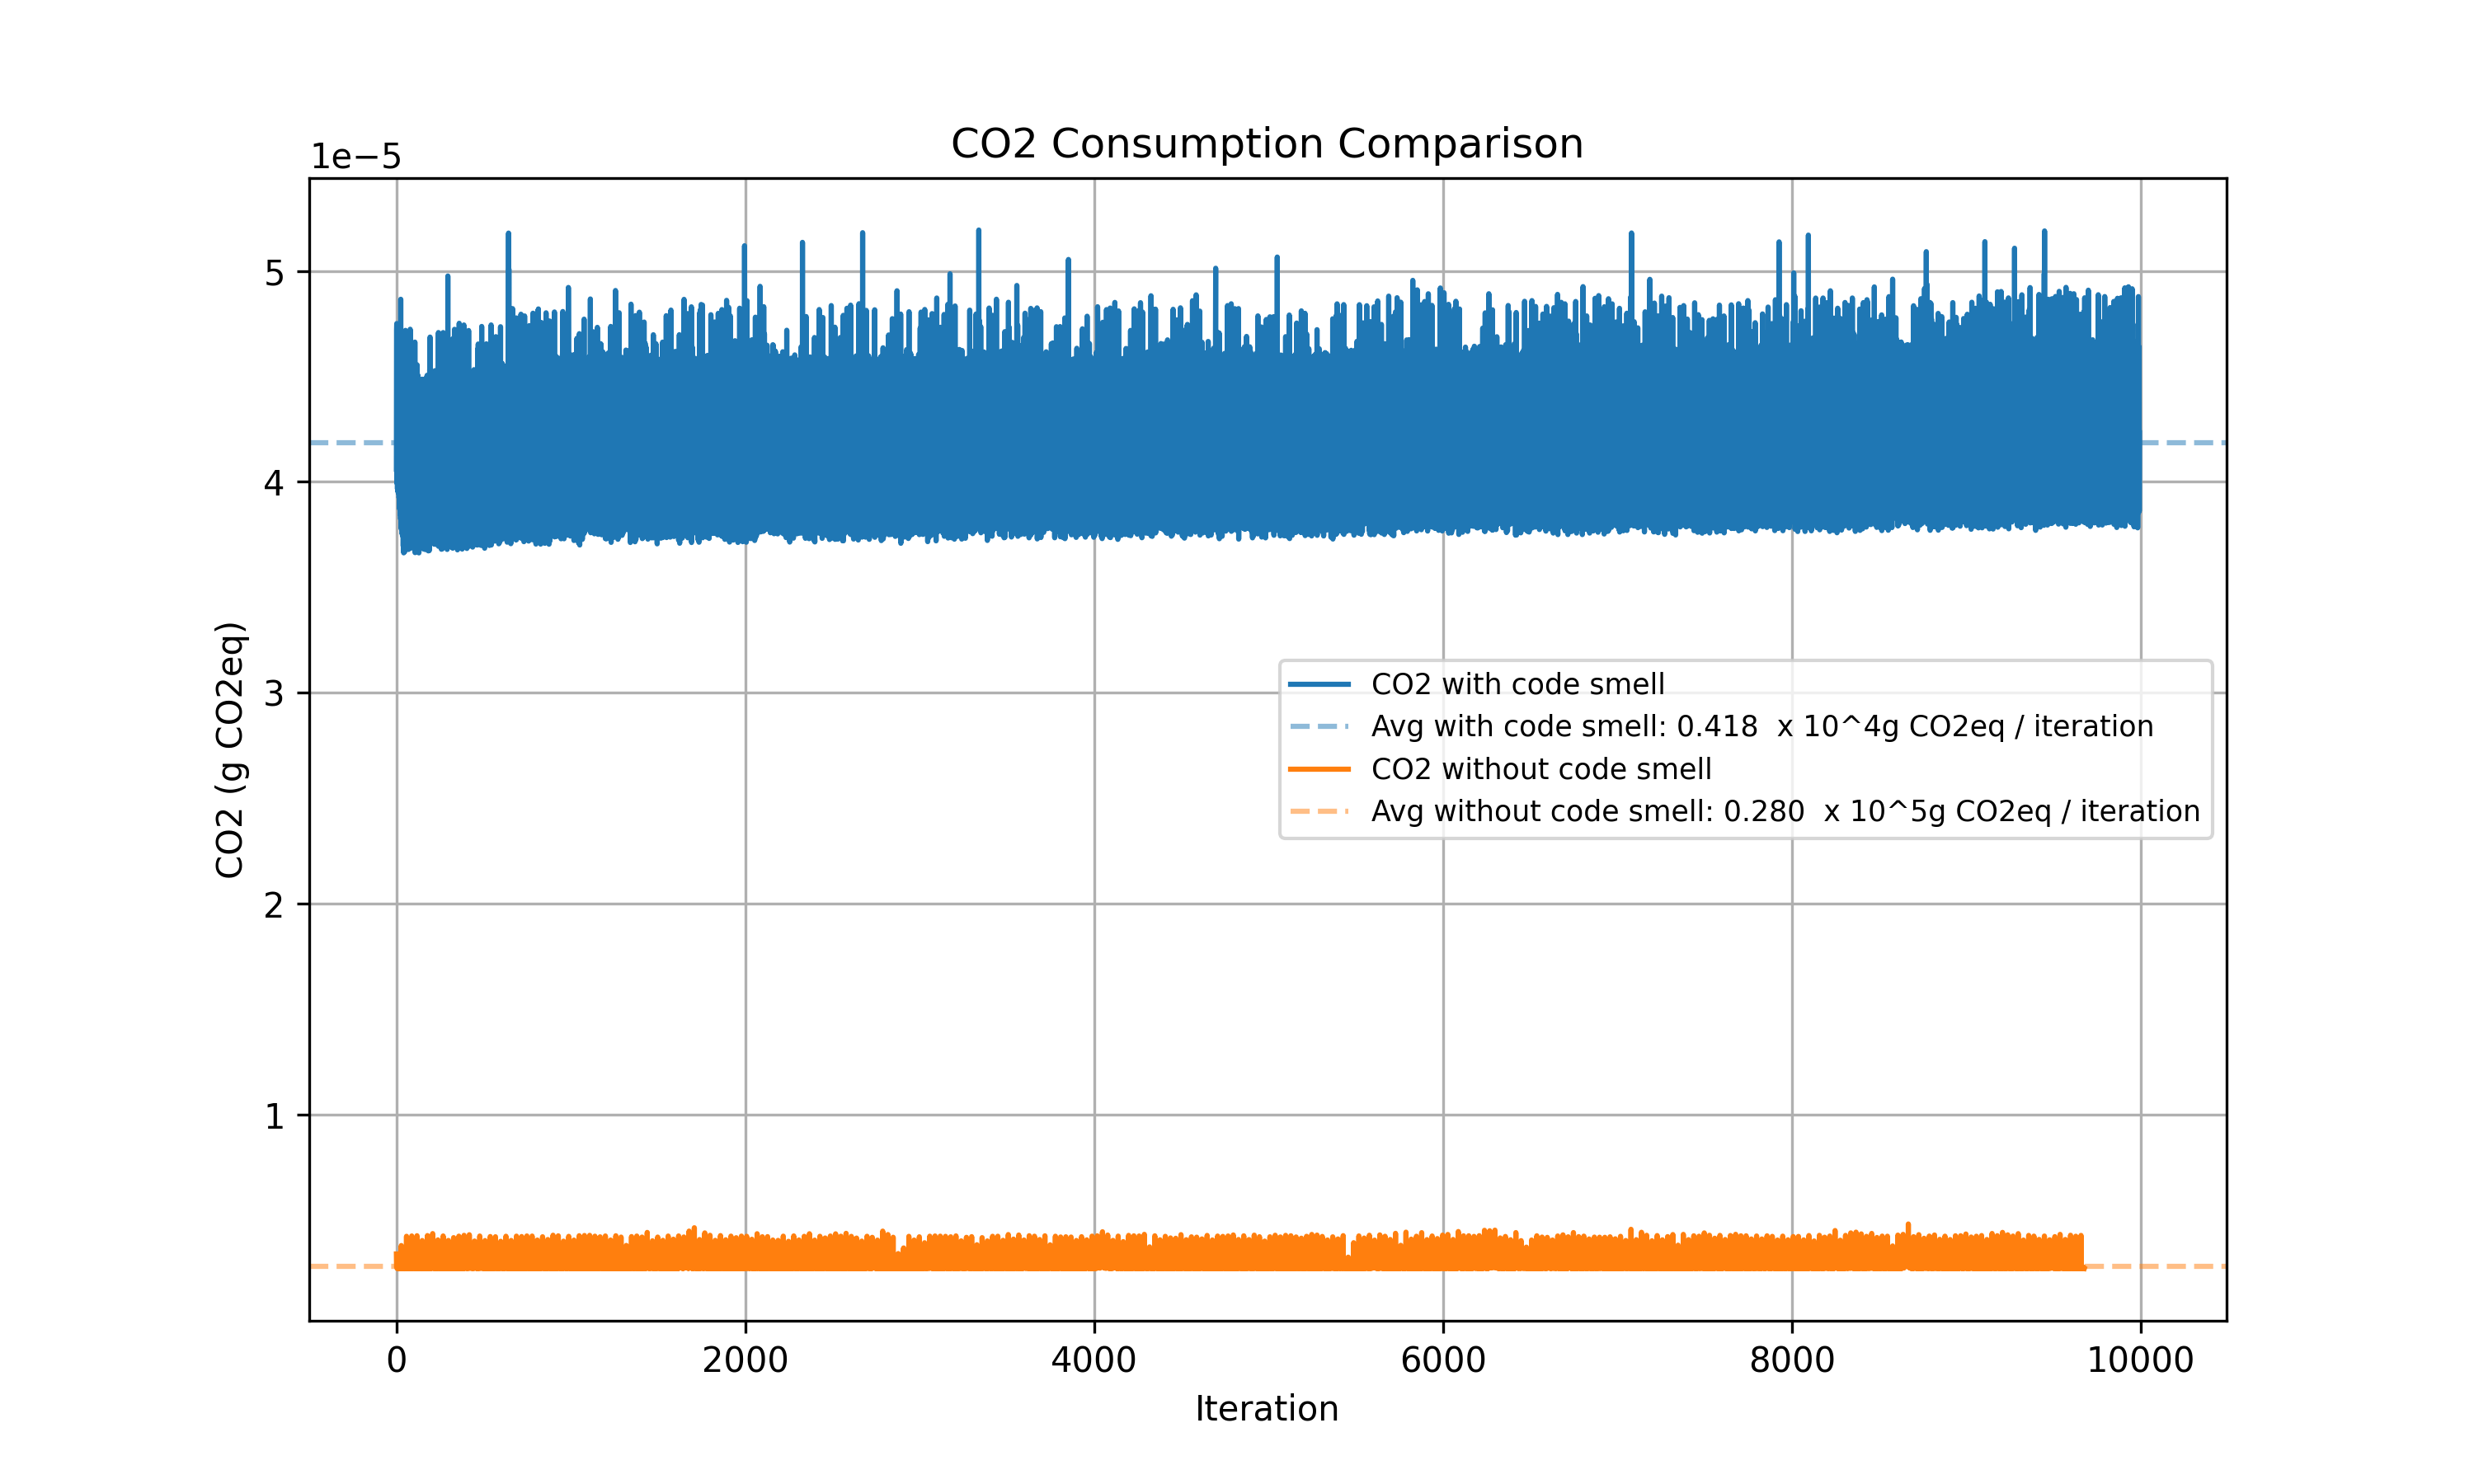 CO2 Consumption Comparison
1e−5
5
4
3
2
1
CO2 (g CO2eq)
CO2 with code smell
Avg with code smell: 0.418  x 10^4g CO2eq / iteration
CO2 without code smell
Avg without code smell: 0.280  x 10^5g CO2eq / iteration
0 2000 4000 6000 8000 10000
Iteration